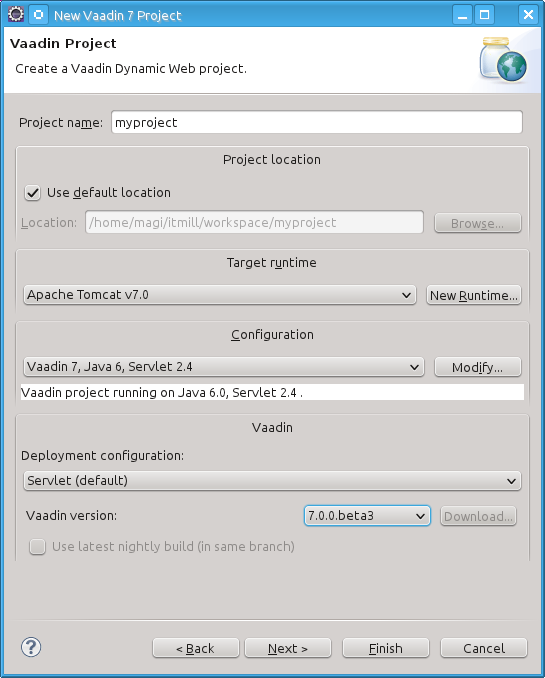 New Vaadin 7 Project
Vaadin Project
Create a Vaadin Dynamic Web project.
Project name: myproject
Project location
Use default location
Location: /home/magi/itmill/workspace/myproject Browse...
Target runtime
Apache Tomcat v7.0 New Runtime...
Configuration
Vaadin 7, Java 6, Servlet 2.4 Modify...
Vaadin project running on Java 6.0, Servlet 2.4 .
Vaadin
Deployment configuration:
Servlet (default)
Vaadin version: 7.0.0.beta3 Download...
Use latest nightly build (in same branch)
? < Back Next > Finish Cancel